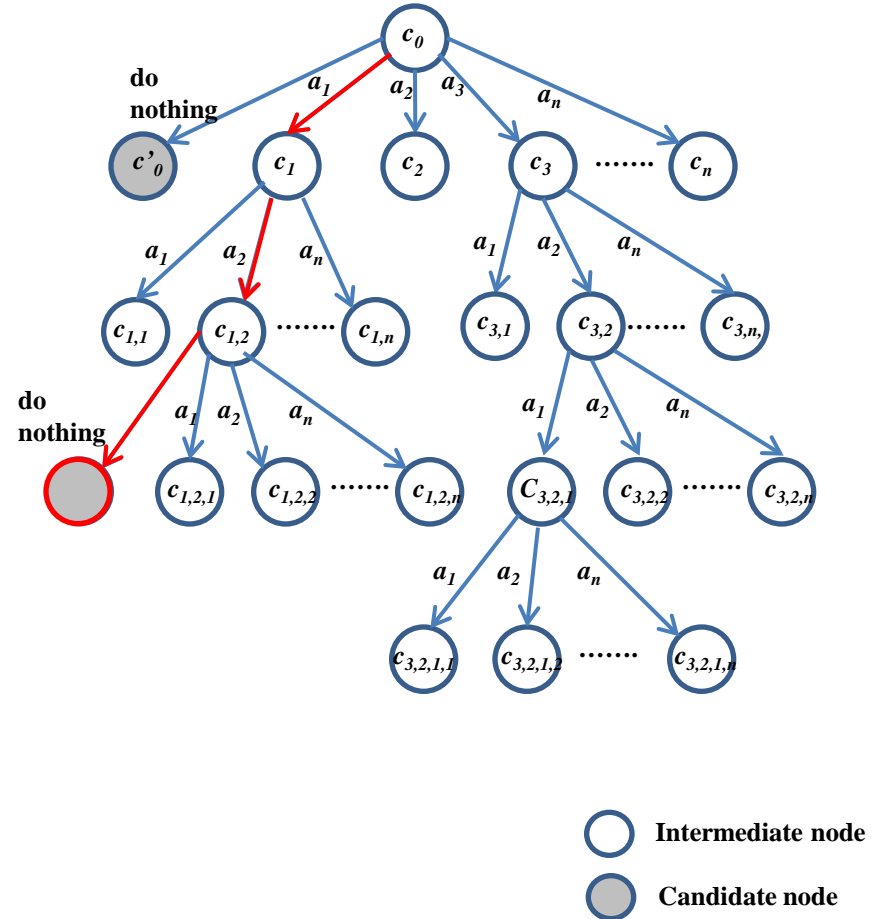 c0
do
nothing
a1
a2
a3
an
c'0
c1
c2
c3
.......
cn
a1
a2
an
a1
a2
an
c1,1
c1,2
.......
c1,n
c3,1
c3,2
.......
c3,n,
do
nothing
a1
a2
an
a1
a2
an
c1,2,1
c1,2,2
.......
c1,2,n
C3,2,1
c3,2,2
.......
c3,2,n
a1
a2
an
c3,2,1,1
c3,2,1,2
.......
c3,2,1,n
Intermediate node
Candidate node